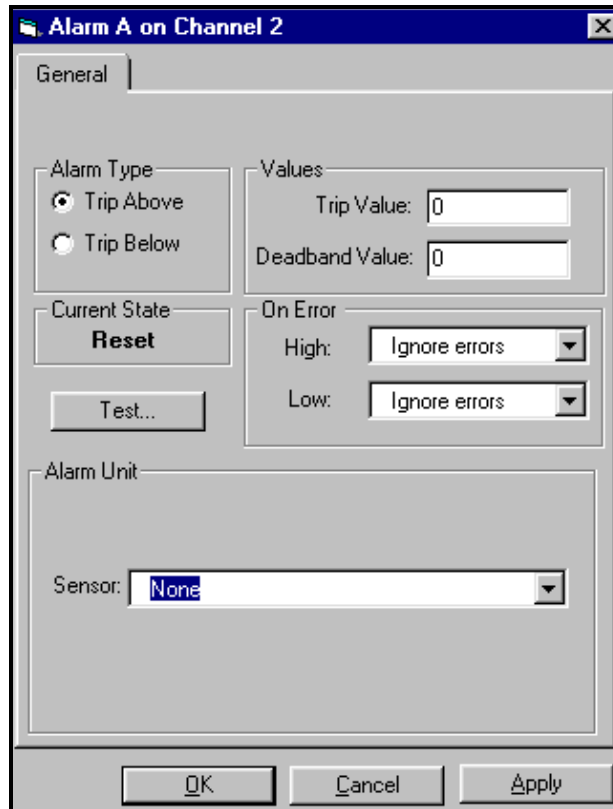 Alarm A on Channel 2
General
Alarm Type
Trip Above
Trip Below
Values
Trip Value: 0
Deadband Value: 0
Current State
Reset
On Error
High: Ignore errors
Low: Ignore errors
Test...
Alarm Unit
Sensor: None
OK Cancel Apply